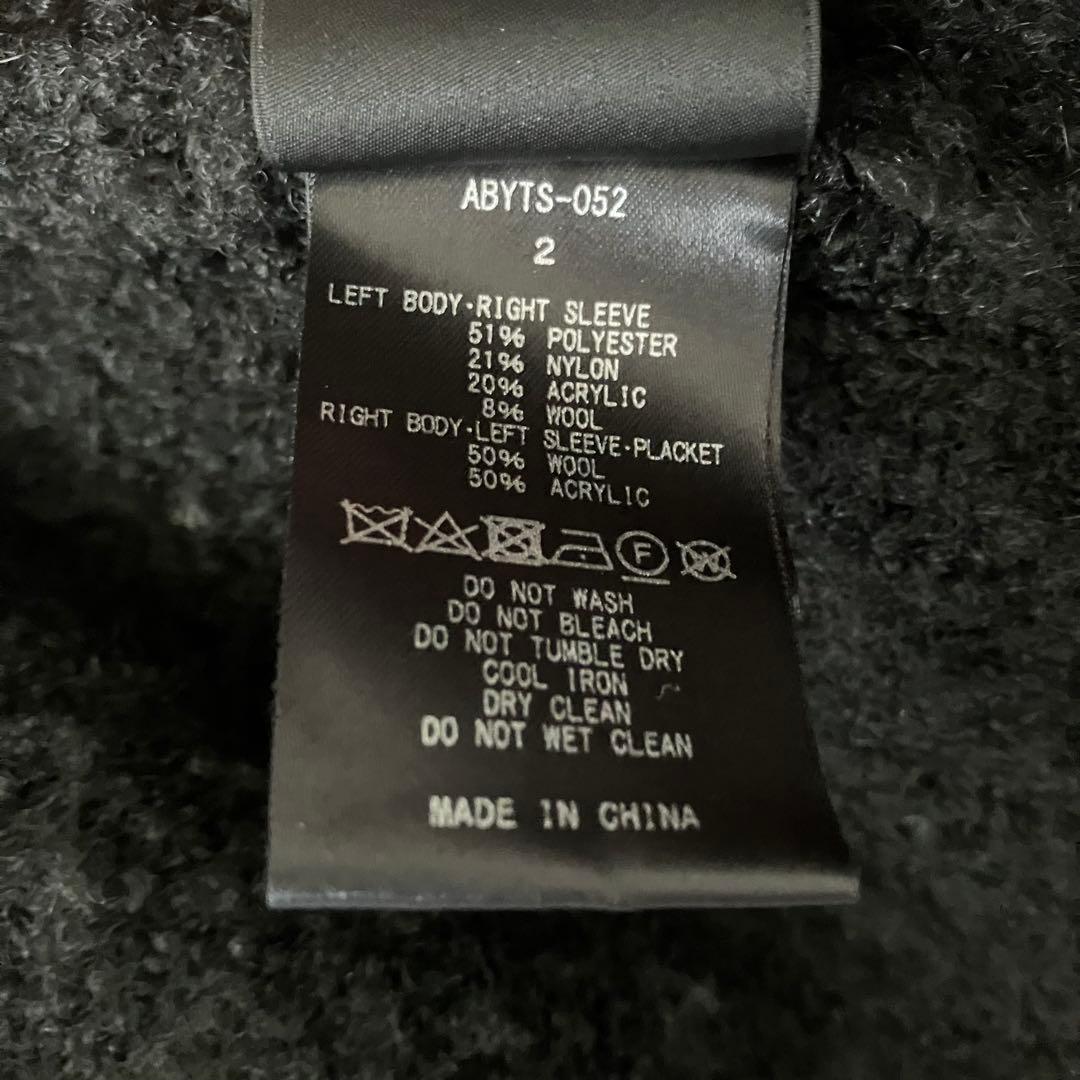 ABYTS-052
2
LEFT BODY·RIGHT SLEEVE
51% POLYESTER
21% NYLON
20% ACRYLIC
8% WOOL
RIGHT BODY·LEFT SLEEVE·PLACKET
50% WOOL
50% ACRYLIC
F W
DO NOT WASH
DO NOT BLEACH
DO NOT TUMBLE DRY
COOL IRON
DRY CLEAN
DO NOT WET CLEAN
MADE IN CHINA